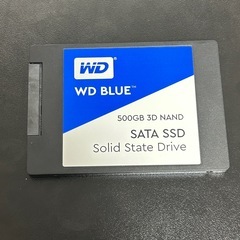 WD
WD BLUE™
500GB 3D NAND
SATA SSD
Solid State Drive